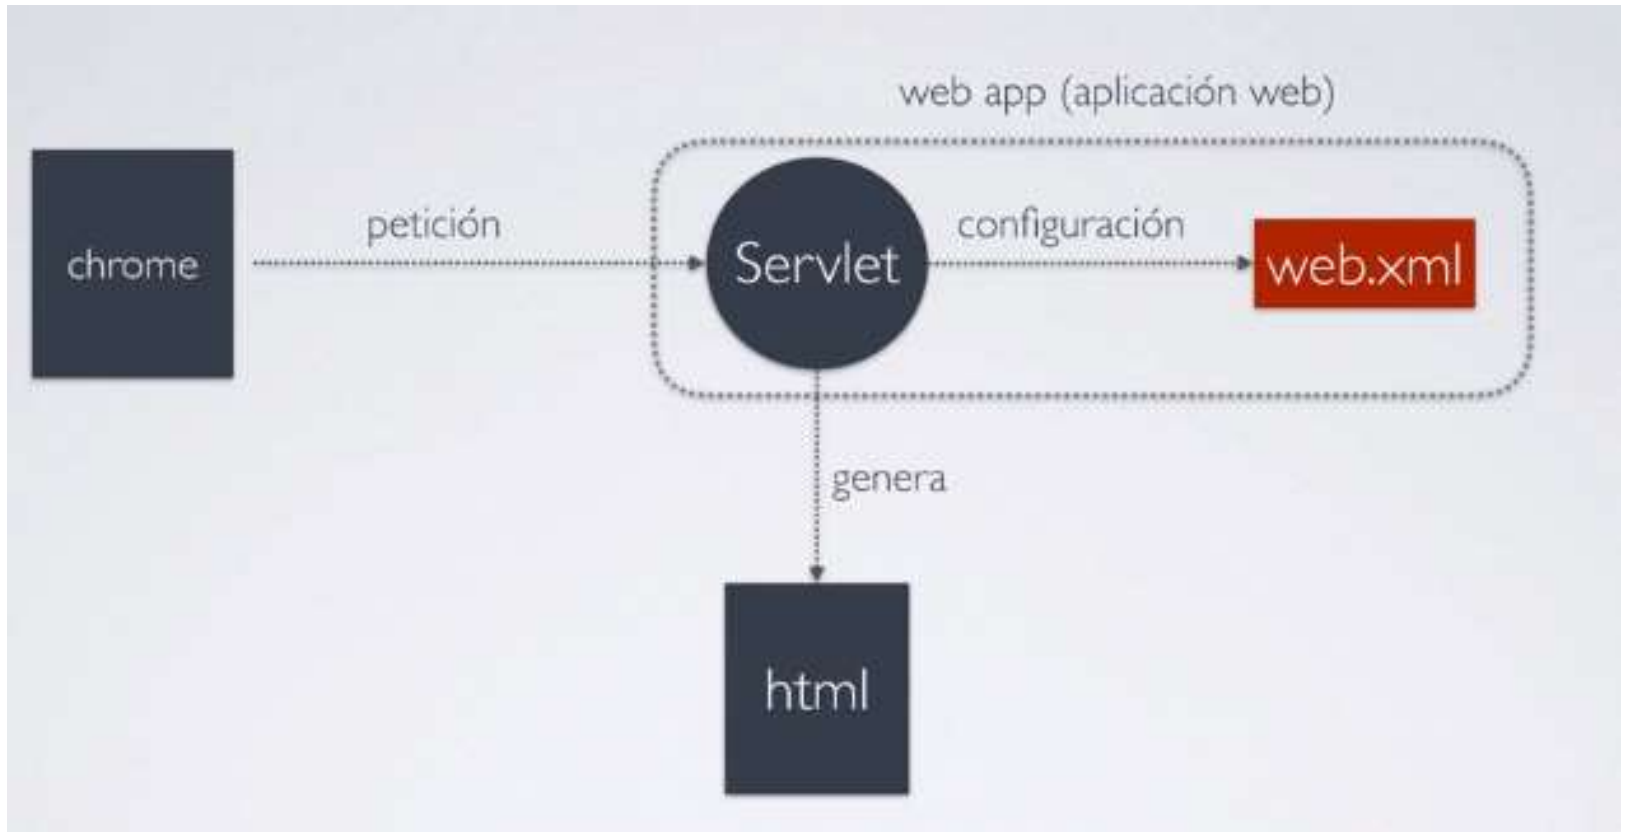 web app (aplicación web)
chrome
petición
Servlet
configuración
web.xml
genera
html